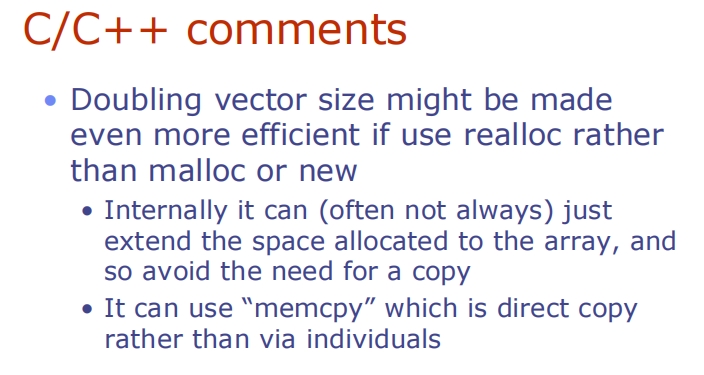 C/C++ comments
• Doubling vector size might be made
even more efficient if use realloc rather
than malloc or new
• Internally it can (often not always) just
extend the space allocated to the array, and
so avoid the need for a copy
• It can use “memcpy” which is direct copy
rather than via individuals